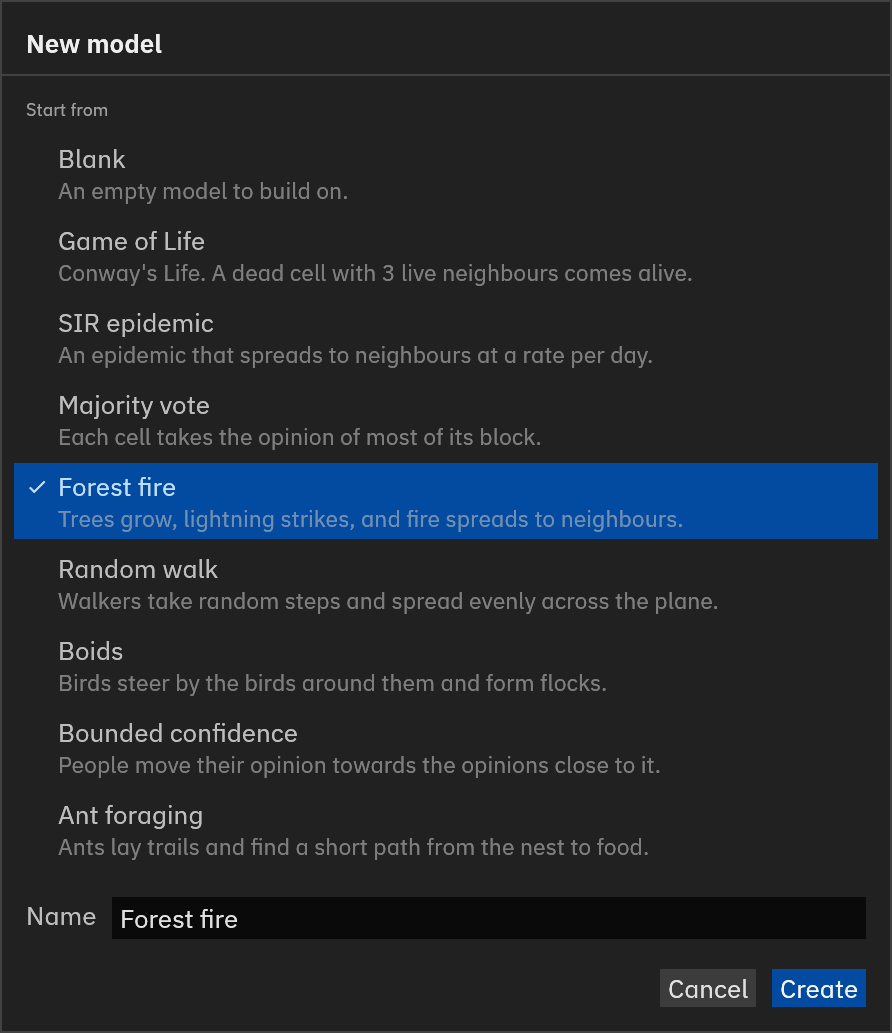 New model
Start from
Blank
An empty model to build on.
Game of Life
Conway's Life. A dead cell with 3 live neighbours comes alive.
SIR epidemic
An epidemic that spreads to neighbours at a rate per day.
Majority vote
Each cell takes the opinion of most of its block.
Forest fire
Trees grow, lightning strikes, and fire spreads to neighbours.
Random walk
Walkers take random steps and spread evenly across the plane.
Boids
Birds steer by the birds around them and form flocks.
Bounded confidence
People move their opinion towards the opinions close to it.
Ant foraging
Ants lay trails and find a short path from the nest to food.
Name Forest fire
Cancel Create